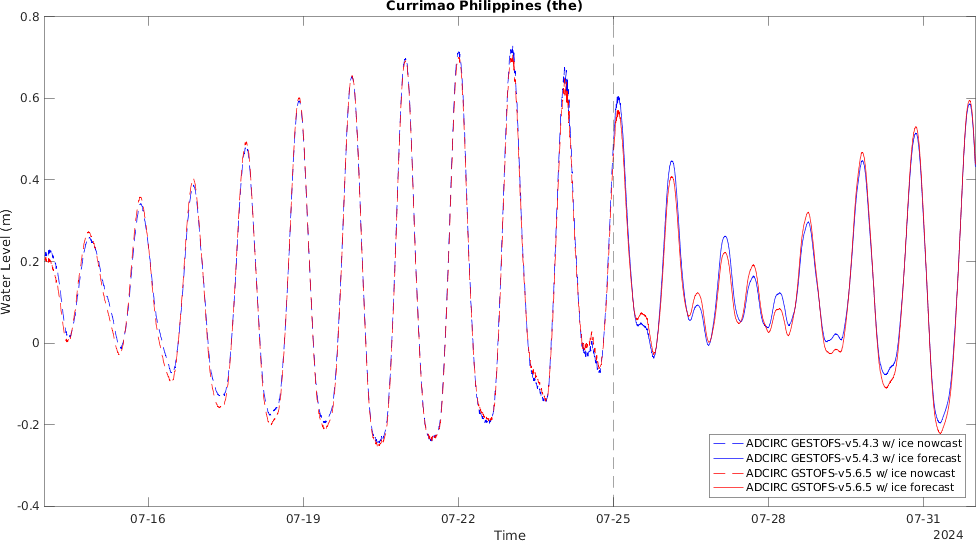 Currimao Philippines (the)
0.8
0.6
0.4
0.2
0
-0.2
-0.4
Water Level (m)
07-16
07-19
07-22
07-25
07-28
07-31
Time
2024
ADCIRC GESTOFS-v5.4.3 w/ ice nowcast
ADCIRC GESTOFS-v5.4.3 w/ ice forecast
ADCIRC GSTOFS-v5.6.5 w/ ice nowcast
ADCIRC GSTOFS-v5.6.5 w/ ice forecast